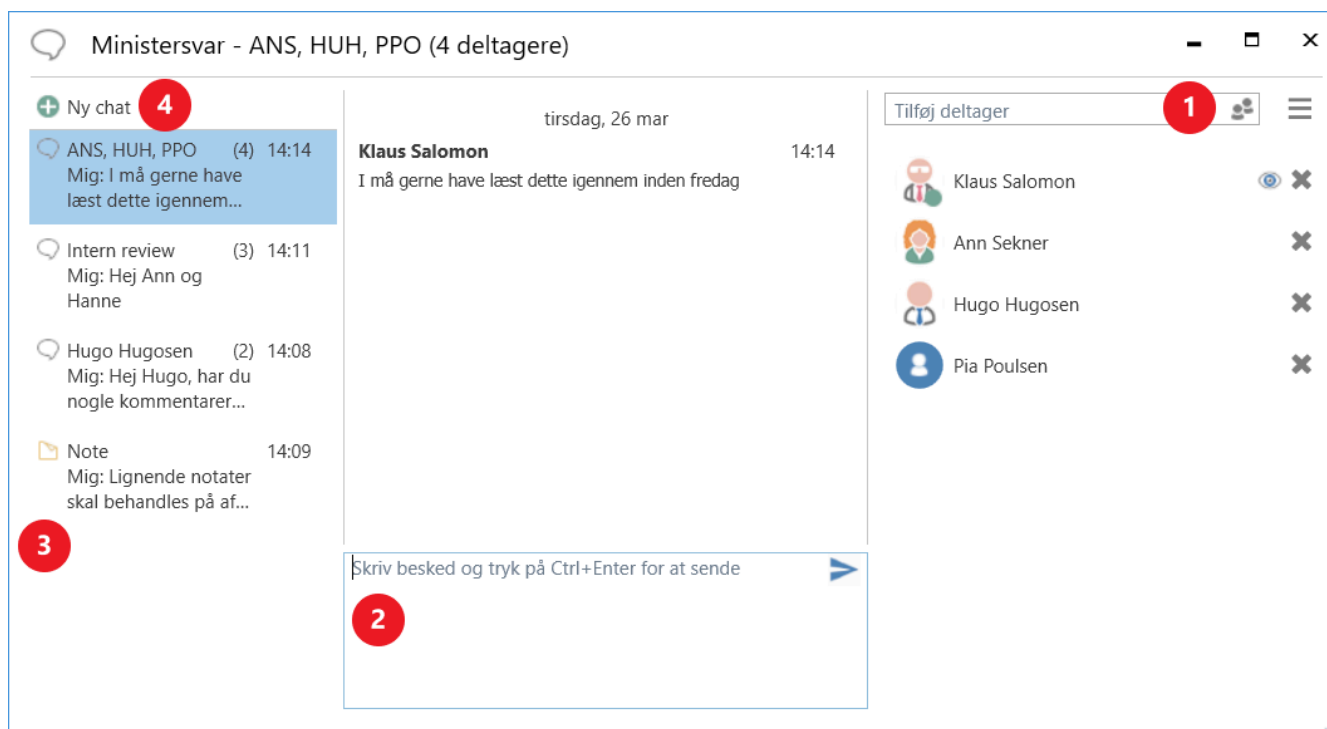 Ministersvar - ANS, HUH, PPO (4 deltagere)
Ny chat
4
ANS, HUH, PPO (4) 14:14
Mig: I må gerne have
læst dette igennem...
Intern review (3) 14:11
Mig: Hej Ann og
Hanne
Hugo Hugosen (2) 14:08
Mig: Hej Hugo, har du
nogle kommentarer...
Note 14:09
Mig: Lignende notater
skal behandles på af...
3
tirsdag, 26 mar
Klaus Salomon 14:14
I må gerne have læst dette igennem inden fredag
Skriv besked og tryk på Ctrl+Enter for at sende
2
Tilføj deltager
1
Klaus Salomon
Ann Sekner
Hugo Hugosen
Pia Poulsen